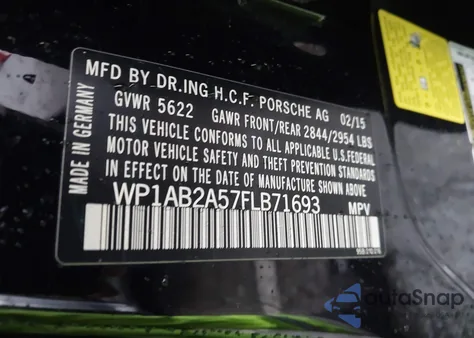 MFD BY DR.ING H.C.F. PORSCHE AG 02/15
GVWR 5622 GAWR FRONT/REAR 2844/2954 LBS
THIS VEHICLE CONFORMS TO ALL APPLICABLE U.S.FEDERAL
MOTOR VEHICLE SAFETY AND THEFT PREVENTION STANDARDS
IN EFFECT ON THE DATE OF MANUFACTURE SHOWN ABOVE.
WP1AB2A57FLB71693 MPV
MADE IN GERMANY
autoSnap